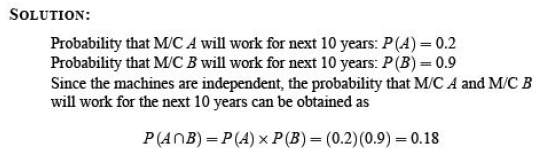 SOLUTION:
Probability that M/C A will work for next 10 years: P(A) = 0.2
Probability that M/C B will work for next 10 years: P(B) = 0.9
Since the machines are independent, the probability that M/C A and M/C B
will work for the next 10 years can be obtained as
P(A∩B) = P(A) × P(B) = (0.2)(0.9) = 0.18